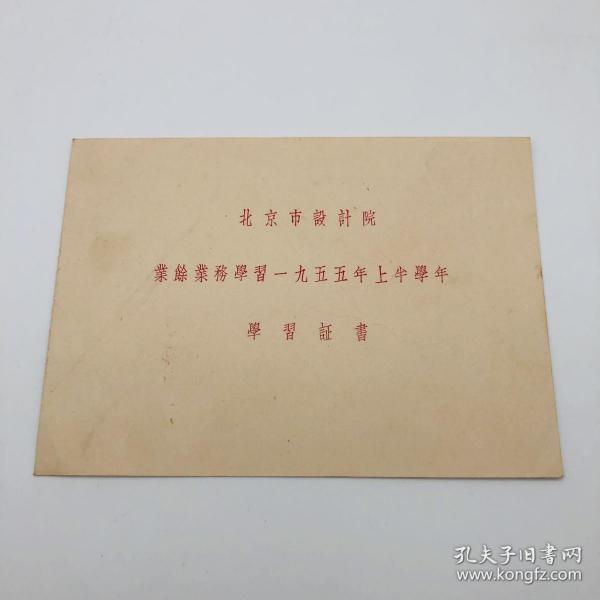 北京市設計院
業餘業務學習一九五五年上半學年
學習証書
孔夫子旧书网
www.kongfz.com